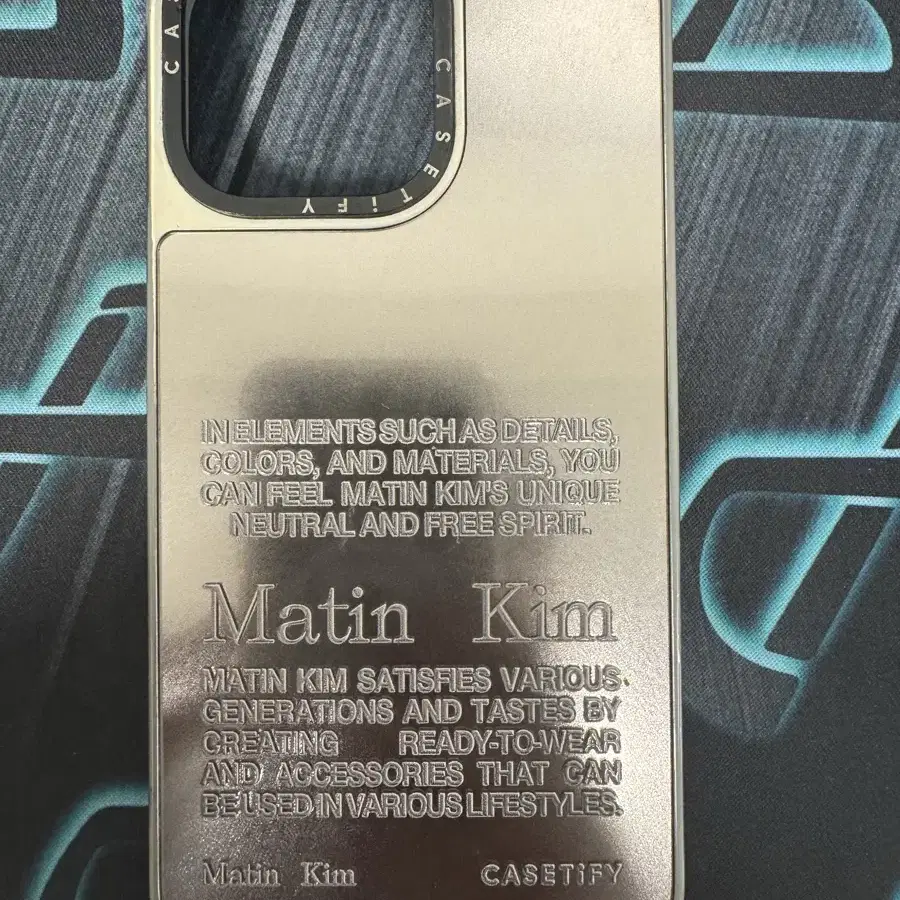 CAS
CASETiFY
IN ELEMENTS SUCH AS DETAILS,
COLORS, AND MATERIALS, YOU
CAN FEEL MATIN KIM'S UNIQUE
NEUTRAL AND FREE SPIRIT.
Matin Kim
MATIN KIM SATISFIES VARIOUS
GENERATIONS AND TASTES BY
CREATING READY-TO-WEAR
AND ACCESSORIES THAT CAN
BE USED IN VARIOUS LIFESTYLES.
Matin Kim CASETiFY